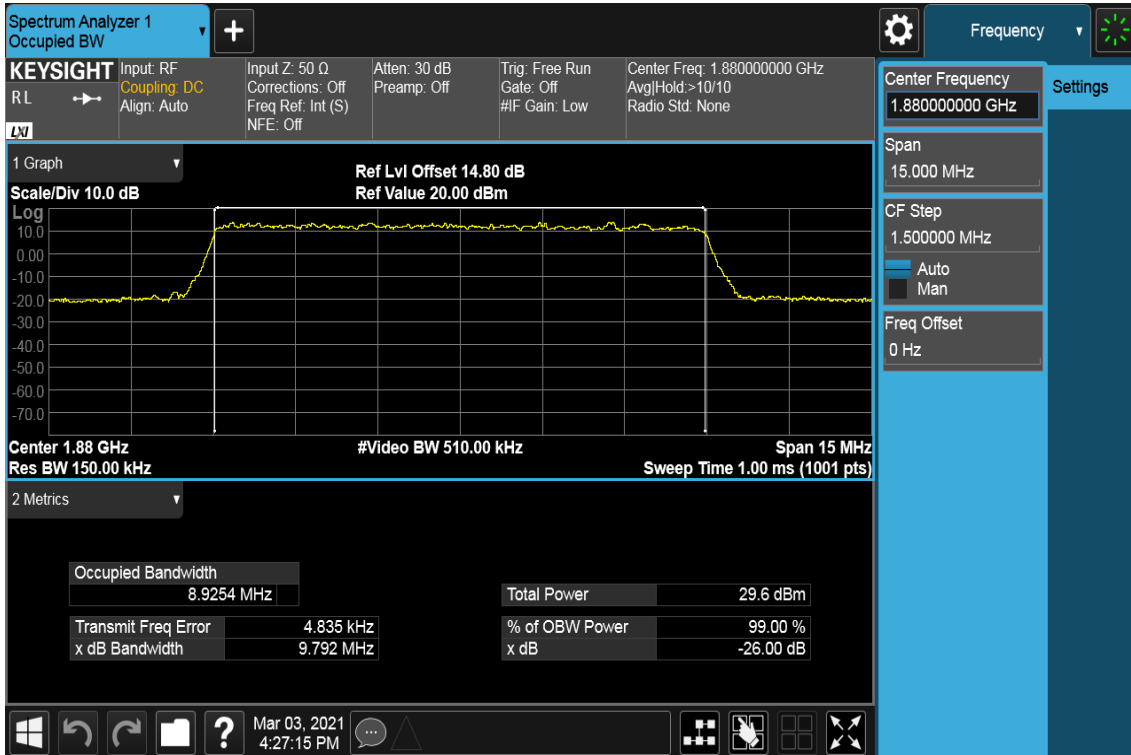 Spectrum Analyzer 1
Occupied BW
+
Frequency
KEYSIGHT
RL
LXI
Input: RF
Coupling: DC
Align: Auto
Input Z: 50 Ω
Corrections: Off
Freq Ref: Int (S)
NFE: Off
Atten: 30 dB
Preamp: Off
Trig: Free Run
Gate: Off
#IF Gain: Low
Center Freq: 1.880000000 GHz
Avg|Hold:>10/10
Radio Std: None
Center Frequency
1.880000000 GHz
Settings
Span
15.000 MHz
CF Step
1.500000 MHz
Auto
Man
Freq Offset
0 Hz
1 Graph
Scale/Div 10.0 dB
Ref Lvl Offset 14.80 dB
Ref Value 20.00 dBm
Log
10.0
0.00
-10.0
-20.0
-30.0
-40.0
-50.0
-60.0
-70.0
Center 1.88 GHz
Res BW 150.00 kHz
#Video BW 510.00 kHz
Span 15 MHz
Sweep Time 1.00 ms (1001 pts)
2 Metrics
Occupied Bandwidth
8.9254 MHz
Total Power 29.6 dBm
Transmit Freq Error 4.835 kHz
% of OBW Power 99.00 %
x dB Bandwidth 9.792 MHz
x dB -26.00 dB
?
Mar 03, 2021
4:27:15 PM